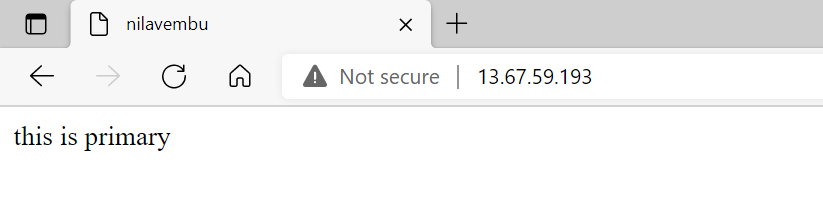 nilavembu
Not secure 13.67.59.193
this is primary